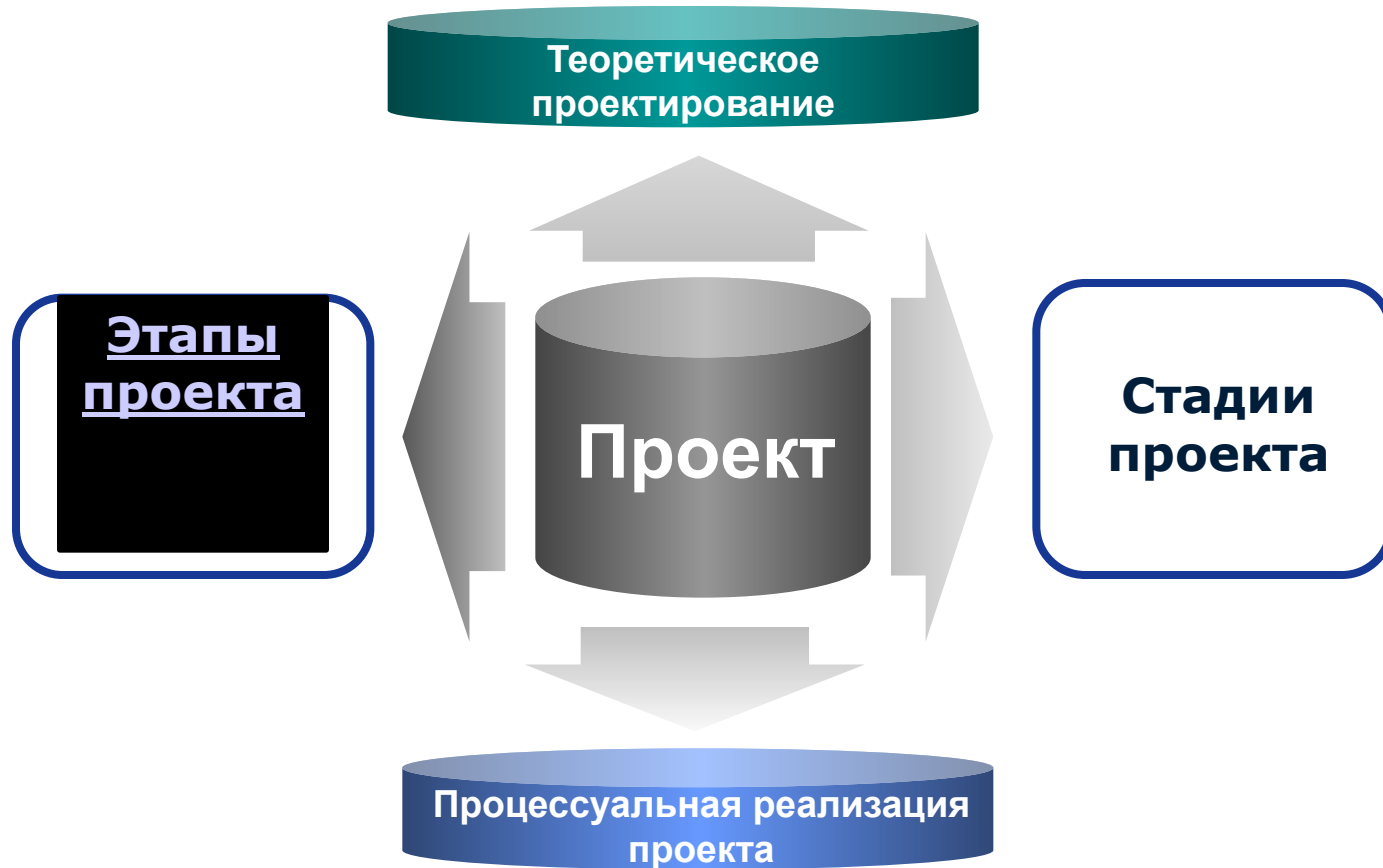 Теоретическое
проектирование
Этапы
проекта
Проект
Стадии
проекта
Процессуальная реализация
проекта